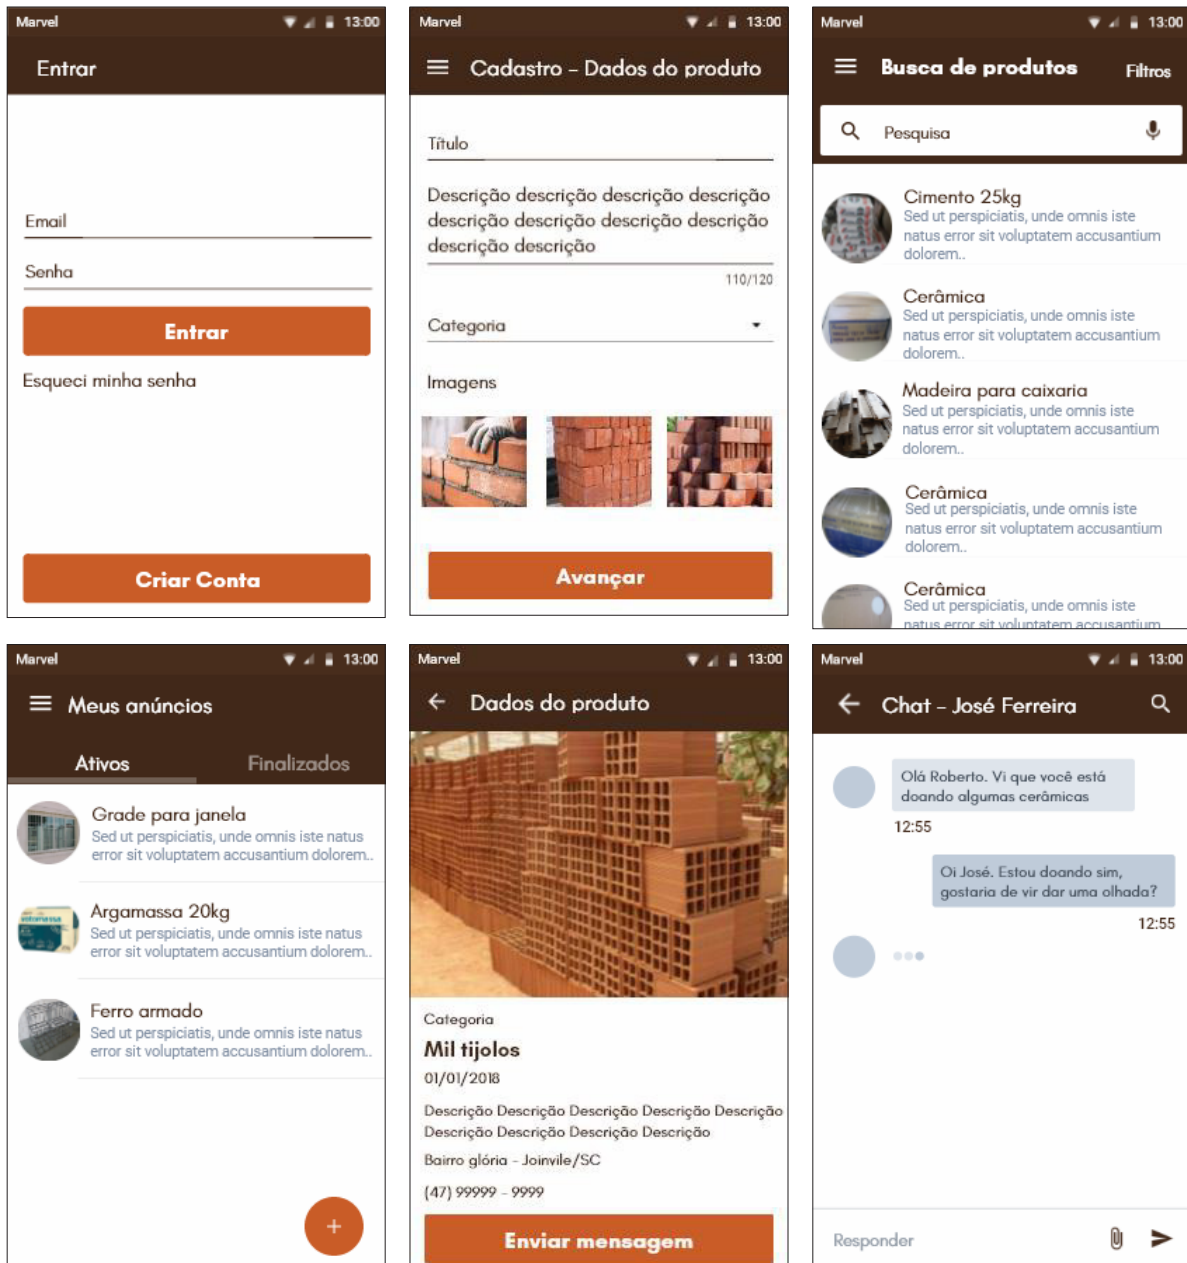 Marvel
13:00
Entrar
Email
Senha
Entrar
Esqueci minha senha
Criar Conta
Marvel
13:00
Cadastro - Dados do produto
Título
Descrição descrição descrição descrição
descrição descrição descrição descrição
descrição descrição
110/120
Categoria
Imagens
Avançar
Marvel
13:00
Busca de produtos
Filtros
Pesquisa
Cimento 25kg
Sed ut perspiciatis, unde omnis iste
natus error sit voluptatem accusantium
dolorem..
Cerâmica
Sed ut perspiciatis, unde omnis iste
natus error sit voluptatem accusantium
dolorem..
Madeira para caixaria
Sed ut perspiciatis, unde omnis iste
natus error sit voluptatem accusantium
dolorem..
Cerâmica
Sed ut perspiciatis, unde omnis iste
natus error sit voluptatem accusantium
dolorem..
Cerâmica
Sed ut perspiciatis, unde omnis iste
natus error sit voluptatem accusantium
Marvel
13:00
Meus anúncios
Ativos
Finalizados
Grade para janela
Sed ut perspiciatis, unde omnis iste natus
error sit voluptatem accusantium dolorem..
Argamassa 20kg
Sed ut perspiciatis, unde omnis iste natus
error sit voluptatem accusantium dolorem..
Ferro armado
Sed ut perspiciatis, unde omnis iste natus
error sit voluptatem accusantium dolorem..
+
Marvel
13:00
Dados do produto
Categoria
Mil tijolos
01/01/2018
Descrição Descrição Descrição Descrição Descrição
Descrição Descrição Descrição Descrição
Bairro glória - Joinvile/SC
(47) 99999 - 9999
Enviar mensagem
Marvel
13:00
Chat - José Ferreira
Olá Roberto. Vi que você está
doando algumas cerâmicas
12:55
Oi José. Estou doando sim,
gostaria de vir dar uma olhada?
12:55
Responder